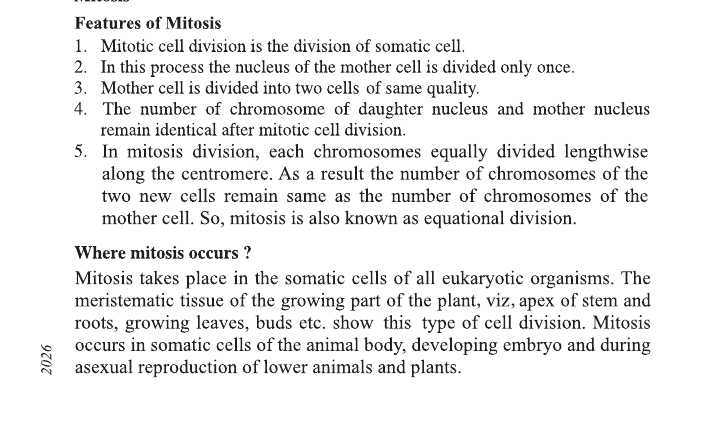 Features of Mitosis
1. Mitotic cell division is the division of somatic cell.
2. In this process the nucleus of the mother cell is divided only once.
3. Mother cell is divided into two cells of same quality.
4. The number of chromosome of daughter nucleus and mother nucleus
remain identical after mitotic cell division.
5. In mitosis division, each chromosomes equally divided lengthwise
along the centromere. As a result the number of chromosomes of the
two new cells remain same as the number of chromosomes of the
mother cell. So, mitosis is also known as equational division.
Where mitosis occurs ?
Mitosis takes place in the somatic cells of all eukaryotic organisms. The
meristematic tissue of the growing part of the plant, viz, apex of stem and
roots, growing leaves, buds etc. show this type of cell division. Mitosis
occurs in somatic cells of the animal body, developing embryo and during
asexual reproduction of lower animals and plants.
2026